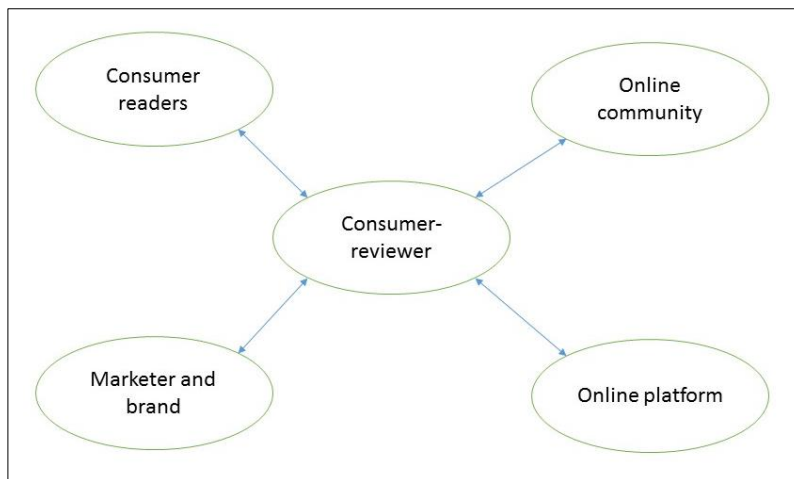 Consumer
readers
Online
community
Consumer-
reviewer
Marketer and
brand
Online platform